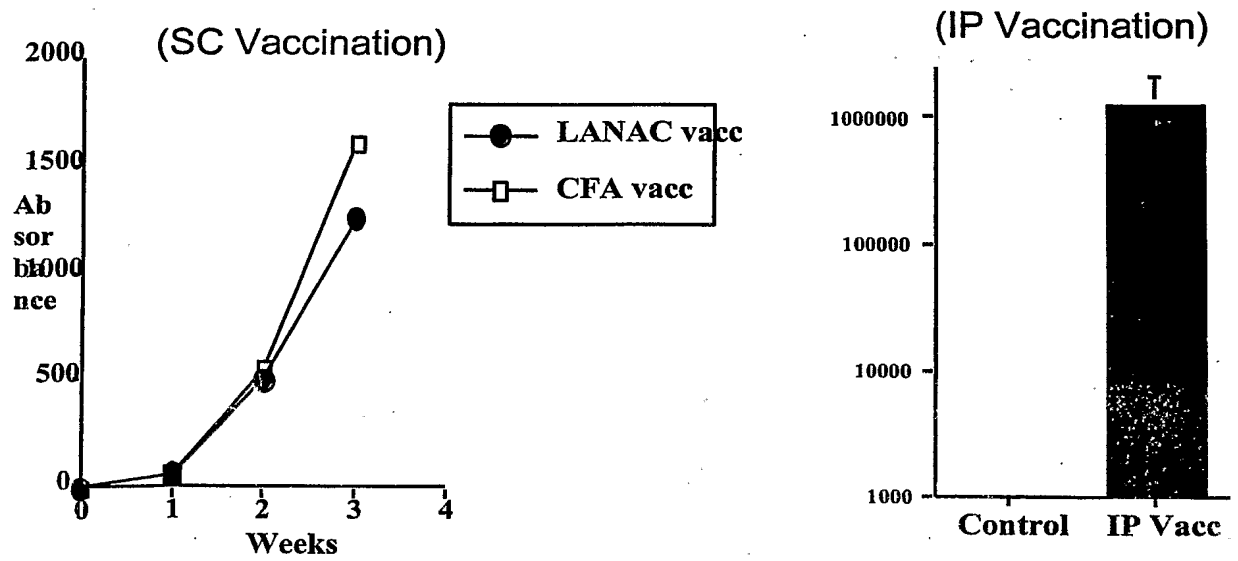 (SC Vaccination)
2000
1500
1000
500
0
Ab
sor
ba
nce
0 1 2 3 4
Weeks
LANAC vacc
CFA vacc
(IP Vaccination)
1000000
100000
10000
1000
Control IP Vacc